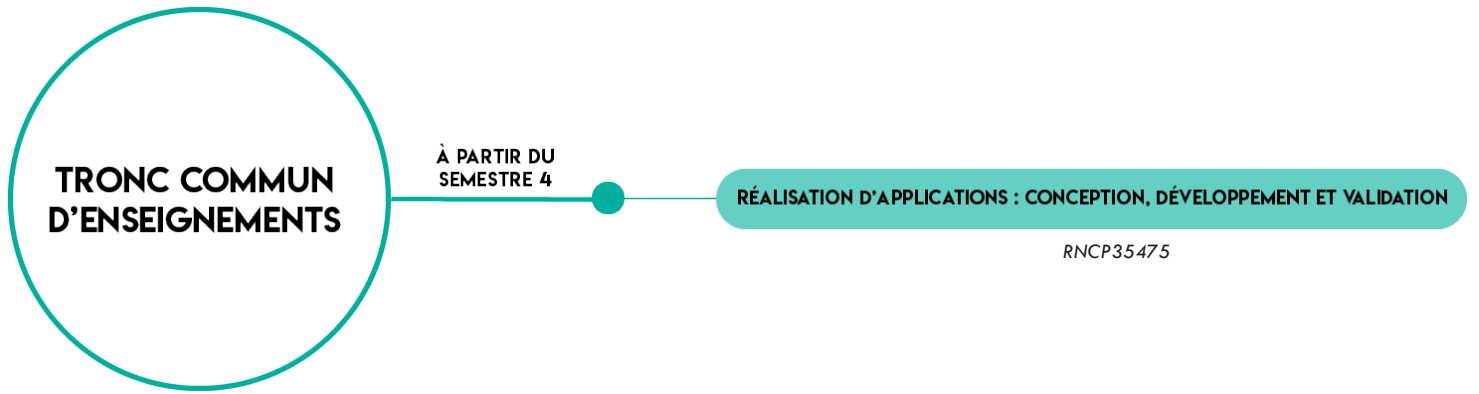 TRONC COMMUN
D'ENSEIGNEMENTS
À PARTIR DU
SEMESTRE 4
RÉALISATION D'APPLICATIONS : CONCEPTION, DÉVELOPPEMENT ET VALIDATION
RNCP35475